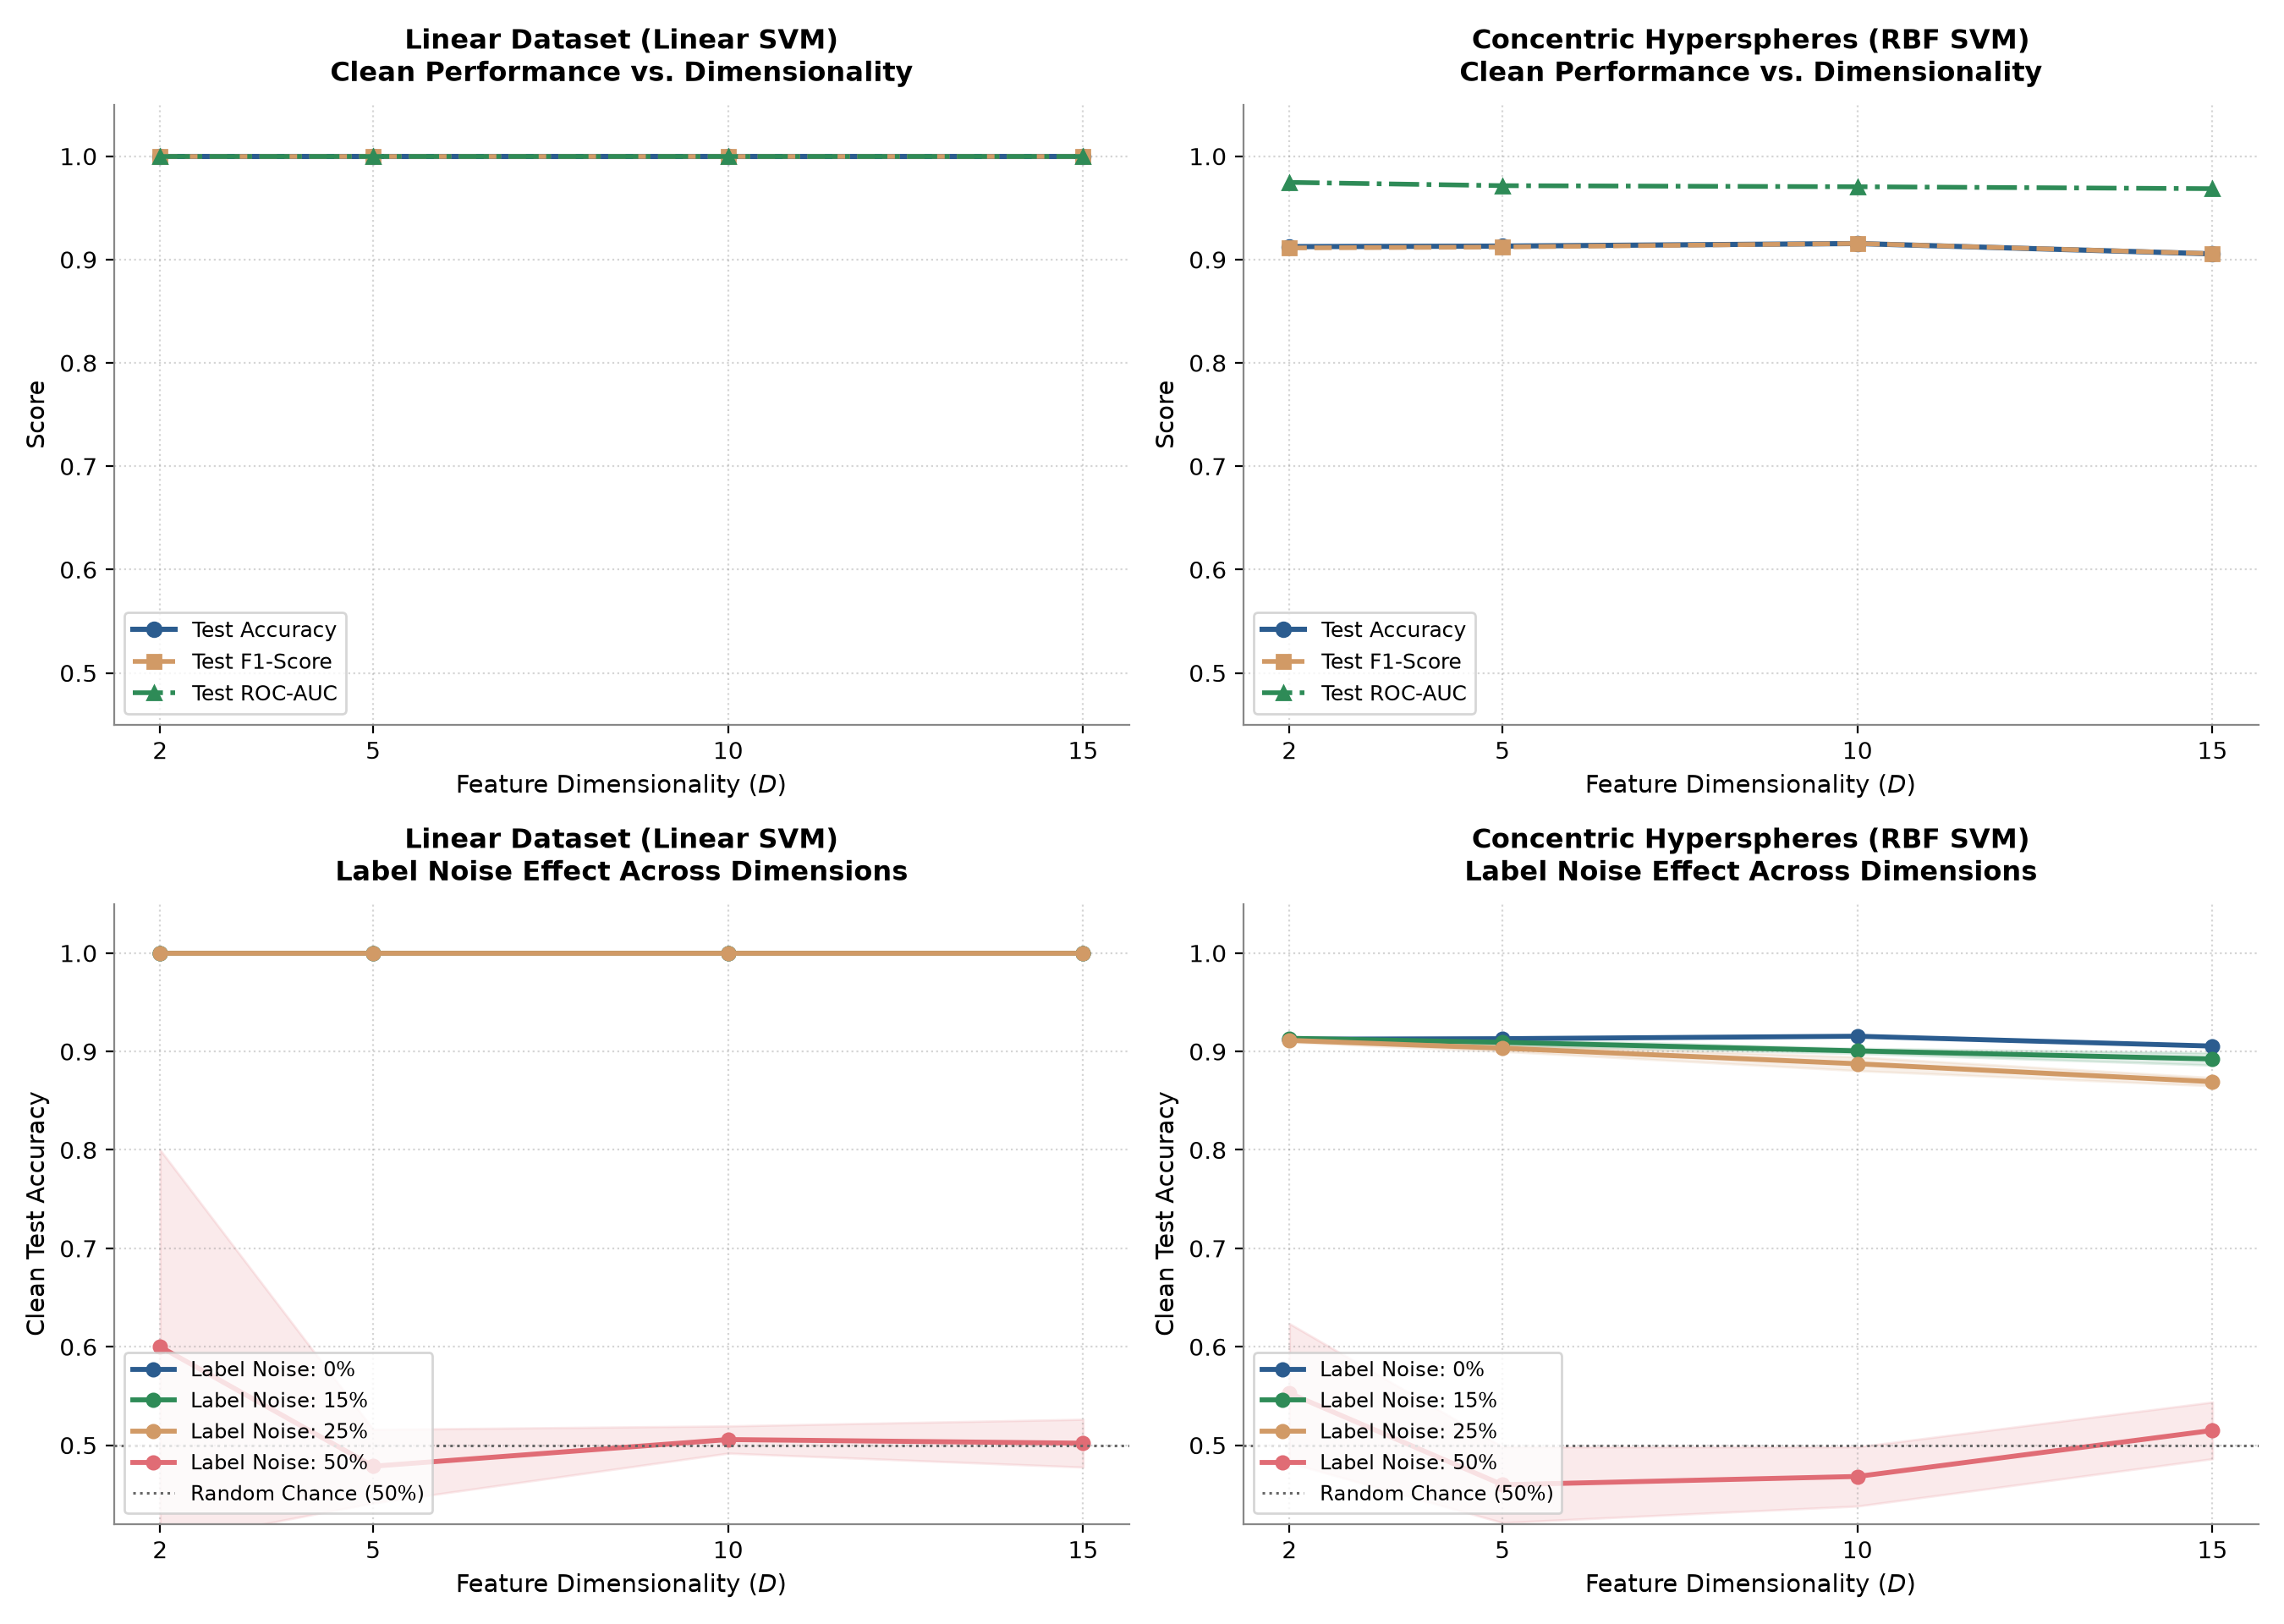 Linear Dataset (Linear SVM)
Clean Performance vs. Dimensionality
Score
1.0
0.9
0.8
0.7
0.6
0.5
Test Accuracy
Test F1-Score
Test ROC-AUC
2 5 10 15
Feature Dimensionality (D)
Concentric Hyperspheres (RBF SVM)
Clean Performance vs. Dimensionality
Score
1.0
0.9
0.8
0.7
0.6
0.5
Test Accuracy
Test F1-Score
Test ROC-AUC
2 5 10 15
Feature Dimensionality (D)
Linear Dataset (Linear SVM)
Label Noise Effect Across Dimensions
Clean Test Accuracy
1.0
0.9
0.8
0.7
0.6
0.5
Label Noise: 0%
Label Noise: 15%
Label Noise: 25%
Label Noise: 50%
Random Chance (50%)
2 5 10 15
Feature Dimensionality (D)
Concentric Hyperspheres (RBF SVM)
Label Noise Effect Across Dimensions
Clean Test Accuracy
1.0
0.9
0.8
0.7
0.6
0.5
Label Noise: 0%
Label Noise: 15%
Label Noise: 25%
Label Noise: 50%
Random Chance (50%)
2 5 10 15
Feature Dimensionality (D)